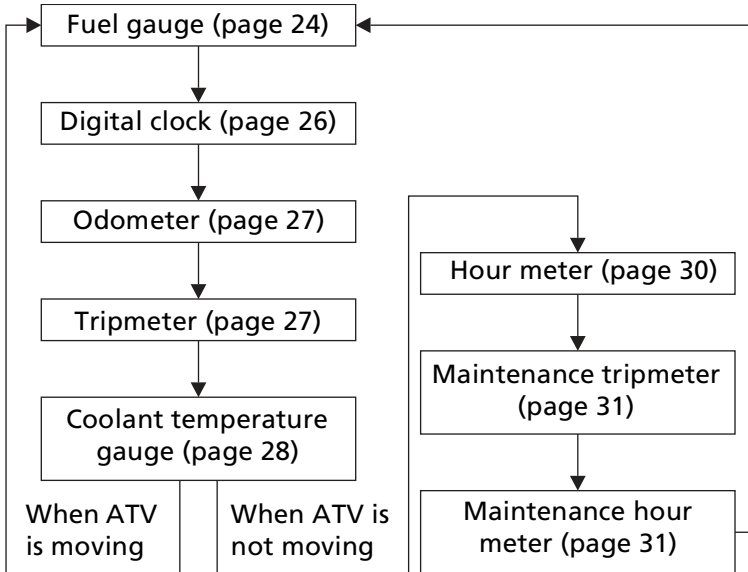 Fuel gauge (page 24)
Digital clock (page 26)
Odometer (page 27)
Tripmeter (page 27)
Coolant temperature
gauge (page 28)
When ATV
is moving
When ATV is
not moving
Hour meter (page 30)
Maintenance tripmeter
(page 31)
Maintenance hour
meter (page 31)